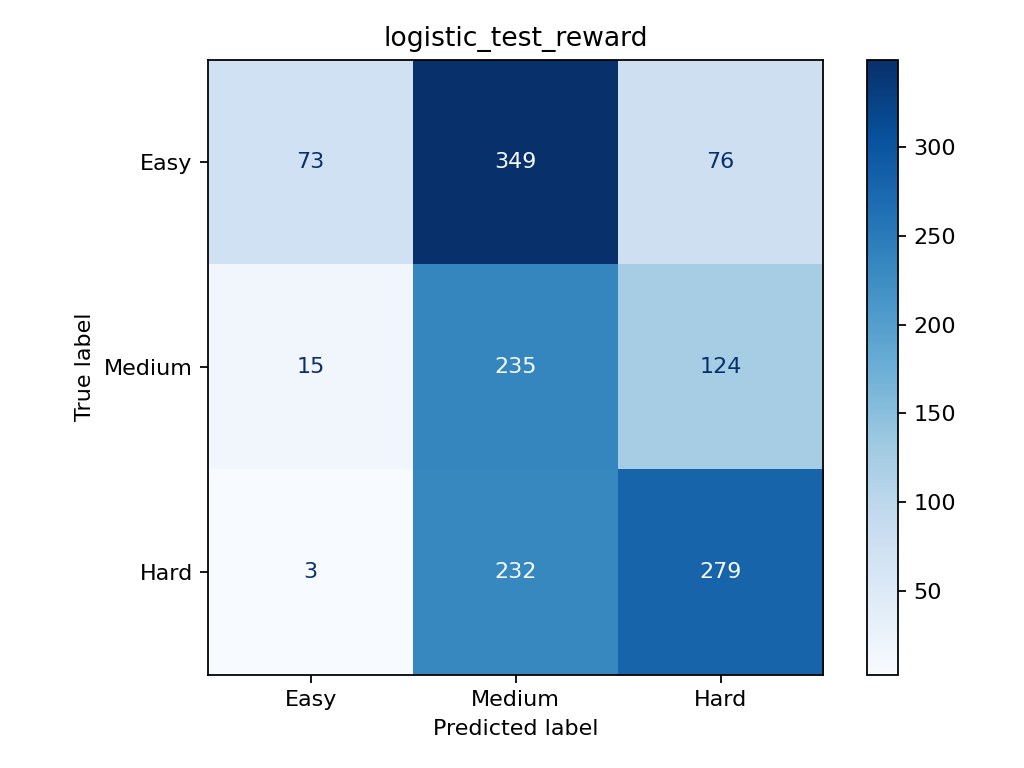 logistic_test_reward
True label
Easy
73 349 76
Medium
15 235 124
Hard
3 232 279
Easy Medium Hard
Predicted label
300
250
200
150
100
50